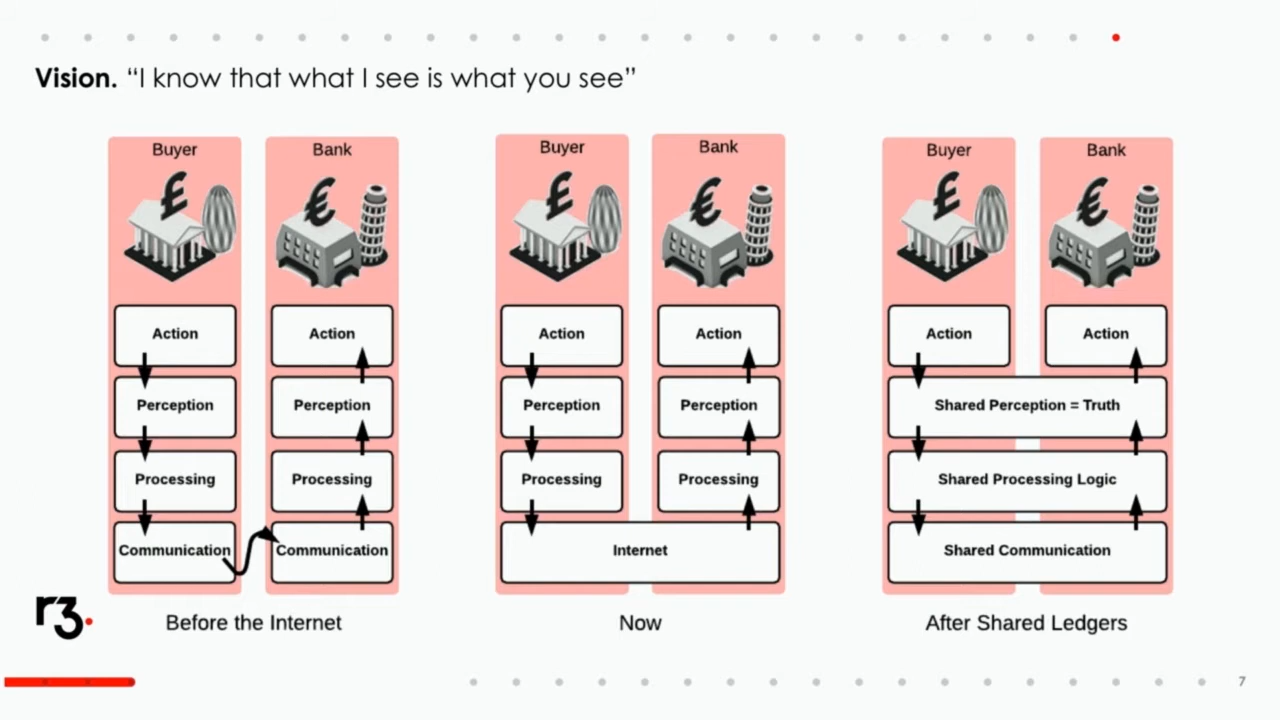 Vision. “I know that what I see is what you see”
Buyer
Bank
£
€
Action
Action
Perception
Perception
Processing
Processing
Communication
Communication
Before the Internet
Buyer
Bank
£
€
Action
Action
Perception
Perception
Processing
Processing
Internet
Now
Buyer
Bank
£
€
Action
Action
Shared Perception = Truth
Shared Processing Logic
Shared Communication
After Shared Ledgers
r3.
7